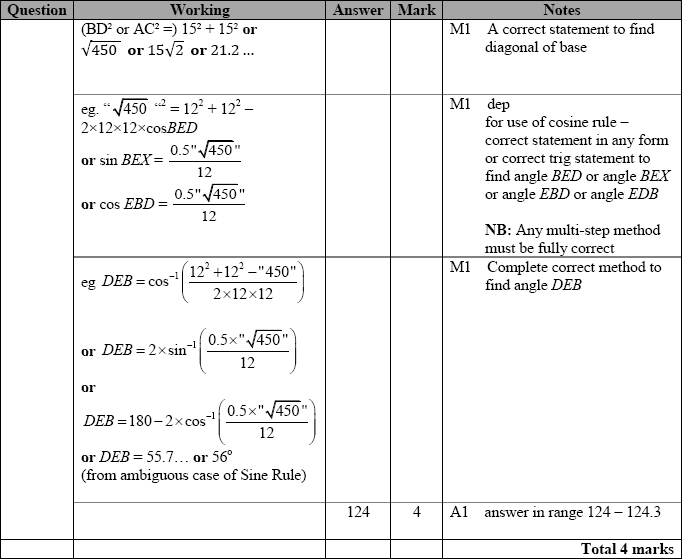 Question Working Answer Mark Notes
(BD² or AC² =) 15² + 15² or
√450 or 15√2 or 21.2 ...
M1 A correct statement to find
diagonal of base
eg. “ √450 “² = 12² + 12² –
2×12×12×cosBED
or sin BEX = 0.5"√450" / 12
or cos EBD = 0.5"√450" / 12
M1 dep
for use of cosine rule –
correct statement in any form
or correct trig statement to
find angle BED or angle BEX
or angle EBD or angle EDB
NB: Any multi-step method
must be fully correct
eg DEB = cos⁻¹((12² +12² –"450") / (2×12×12))
or DEB = 2×sin⁻¹((0.5×"√450") / 12)
or
DEB =180–2×cos⁻¹((0.5×"√450") / 12)
or DEB = 55.7… or 56°
(from ambiguous case of Sine Rule)
M1 Complete correct method to
find angle DEB
124 4 A1 answer in range 124 – 124.3
Total 4 marks